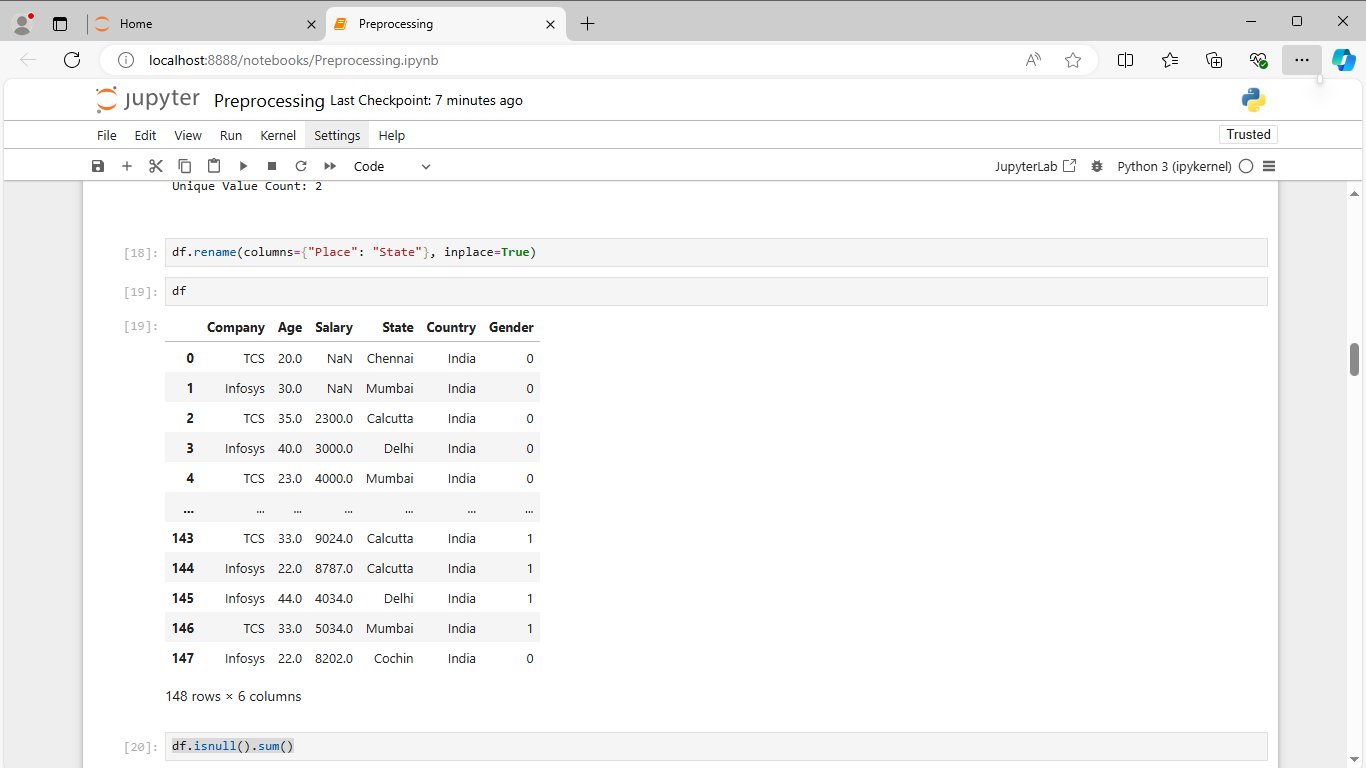 Home
Preprocessing
localhost:8888/notebooks/Preprocessing.ipynb
jupyter Preprocessing Last Checkpoint: 7 minutes ago
File Edit View Run Kernel Settings Help
Trusted
Code
JupyterLab
Python 3 (ipykernel)
Unique Value Count: 2
[18]: df.rename(columns={"Place": "State"}, inplace=True)
[19]: df
[19]:
Company Age Salary State Country Gender
0 TCS 20.0 NaN Chennai India 0
1 Infosys 30.0 NaN Mumbai India 0
2 TCS 35.0 2300.0 Calcutta India 0
3 Infosys 40.0 3000.0 Delhi India 0
4 TCS 23.0 4000.0 Mumbai India 0
... ... ... ... ... ... ...
143 TCS 33.0 9024.0 Calcutta India 1
144 Infosys 22.0 8787.0 Calcutta India 1
145 Infosys 44.0 4034.0 Delhi India 1
146 TCS 33.0 5034.0 Mumbai India 1
147 Infosys 22.0 8202.0 Cochin India 0
148 rows × 6 columns
[20]: df.isnull().sum()